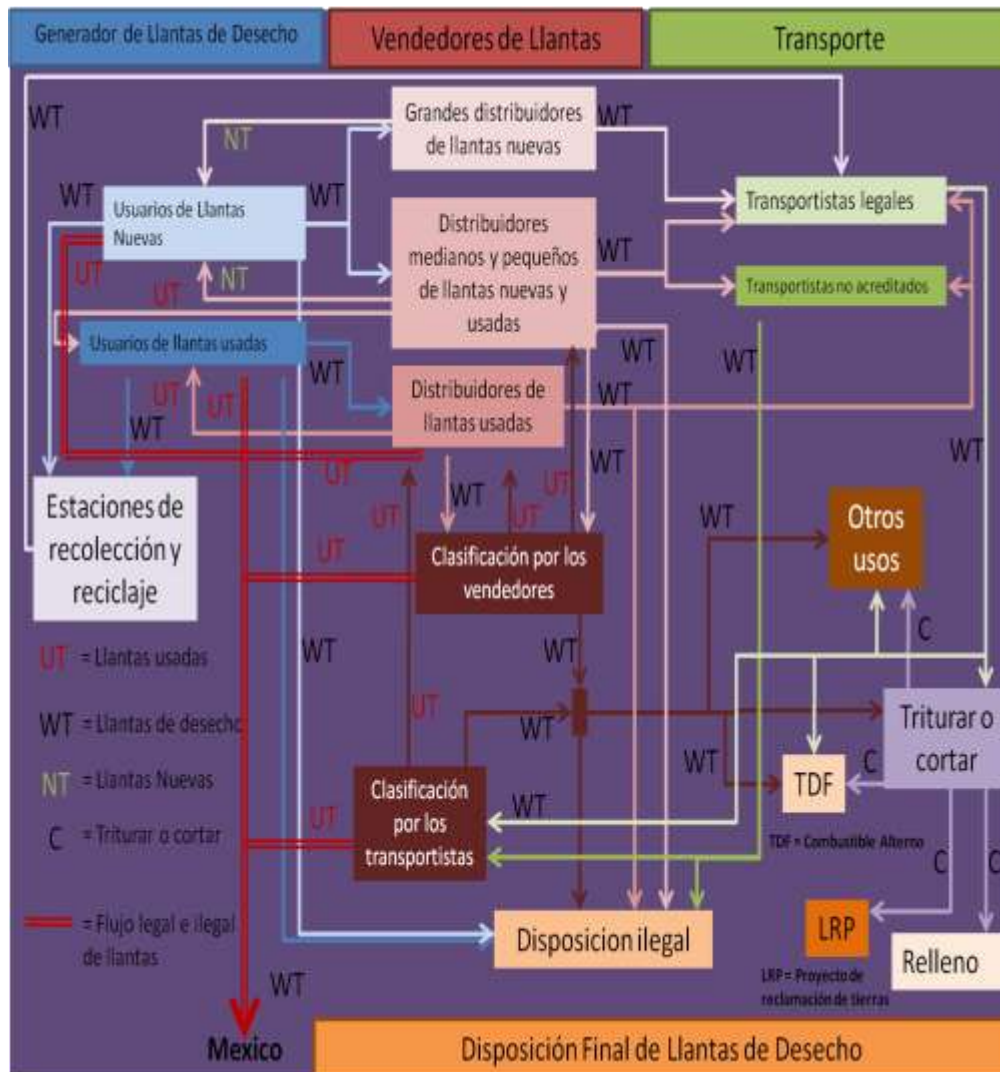 Generador de Llantas de Desecho
Vendedores de Llantas
Transporte
WT
Grandes distribuidores
de llantas nuevas
WT
NT
WT
WT
Usuarios de Llantas
Nuevas
Transportistas legales
Distribuidores
medianos y pequeños
de llantas nuevas y
usadas
WT
UT
NT
UT
Transportistas no acreditados
Usuarios de llantas usadas
WT
WT
WT
UT
UT
Distribuidores de
llantas usadas
WT
WT
WT
UT
WT
WT
UT
UT
UT
Estaciones de
recolección y
reciclaje
Clasificación por los
vendedores
UT
WT
Otros
usos
UT = Llantas usadas
WT
WT
C
UT
WT = Llantas de desecho
WT
WT
Triturar o
cortar
NT = Llantas Nuevas
Clasificación
por los
transportistas
UT
WT
TDF
C
C = Triturar o cortar
TDF = Combustible Alterno
C
C
= Flujo legal e ilegal
de llantas
Disposicion ilegal
LRP
Relleno
LRP = Proyecto de
reclamación de tierras
WT
Mexico
Disposición Final de Llantas de Desecho